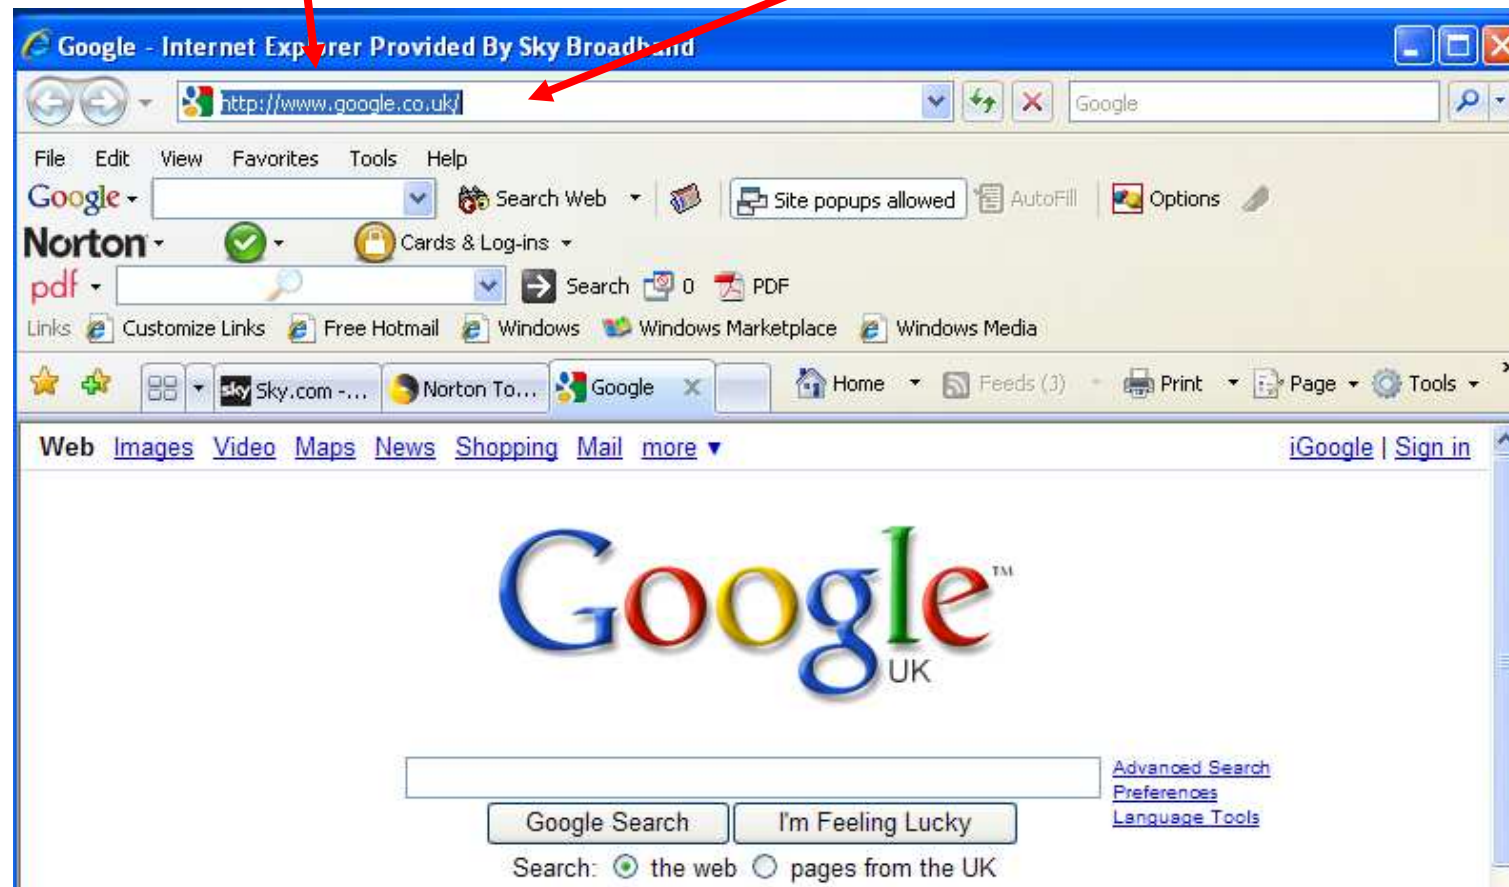 Google - Internet Explorer Provided By Sky Broadband
http://www.google.co.uk/ Google
File Edit View Favorites Tools Help
Google Search Web Site popups allowed AutoFill Options
Norton Cards & Log-ins
pdf Search 0 PDF
Links Customize Links Free Hotmail Windows Windows Marketplace Windows Media
sky Sky.com -... Norton To... Google Home Feeds (3) Print Page Tools »
Web Images Video Maps News Shopping Mail more ▼ iGoogle | Sign in
Google™
UK
Advanced Search
Preferences
Google Search I'm Feeling Lucky Language Tools
Search: the web pages from the UK